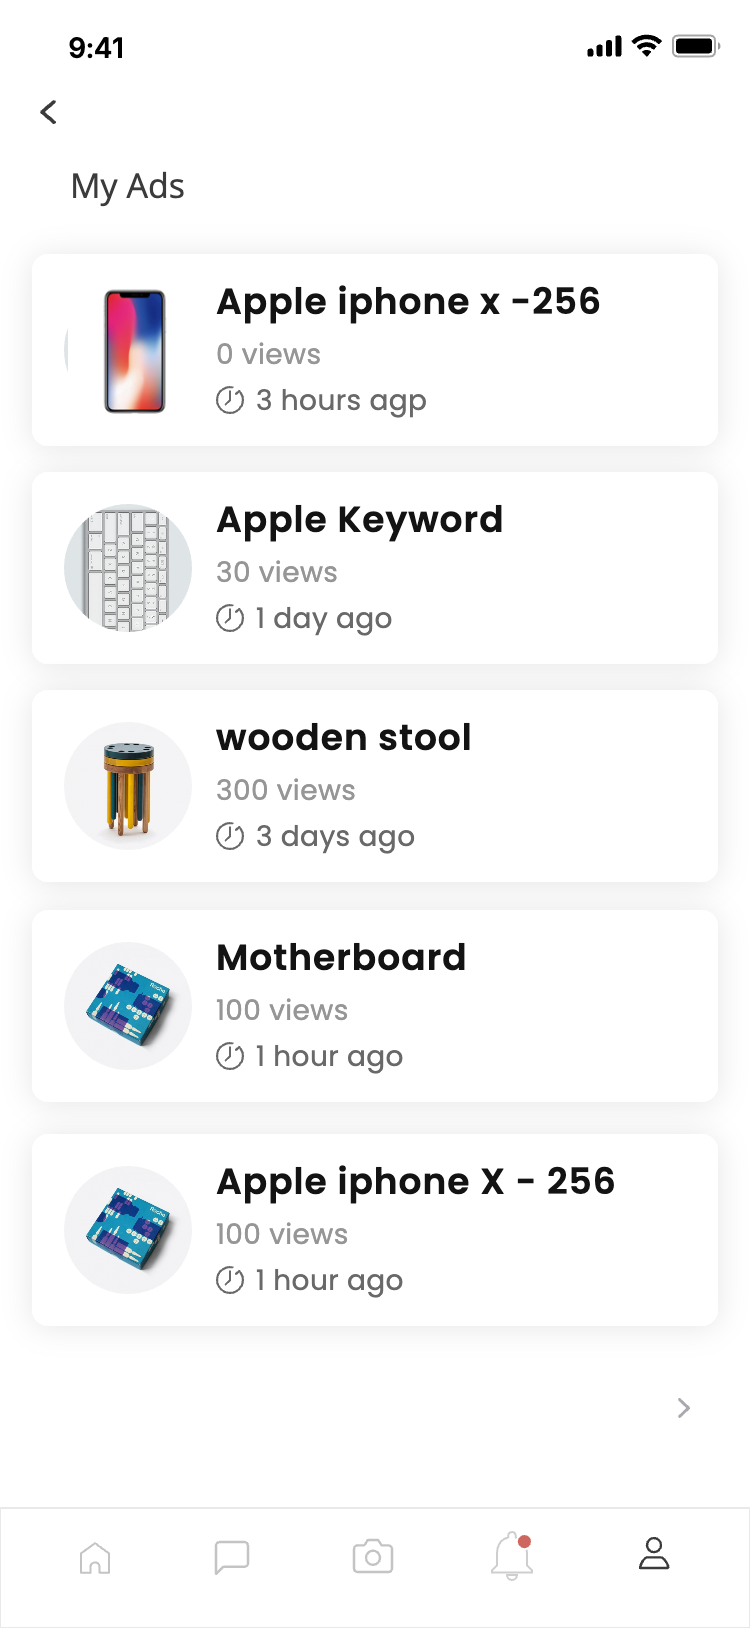 9:41
My Ads
Apple iphone x -256
0 views
3 hours agp
Apple Keyword
30 views
1 day ago
wooden stool
300 views
3 days ago
Motherboard
100 views
1 hour ago
Apple iphone X - 256
100 views
1 hour ago